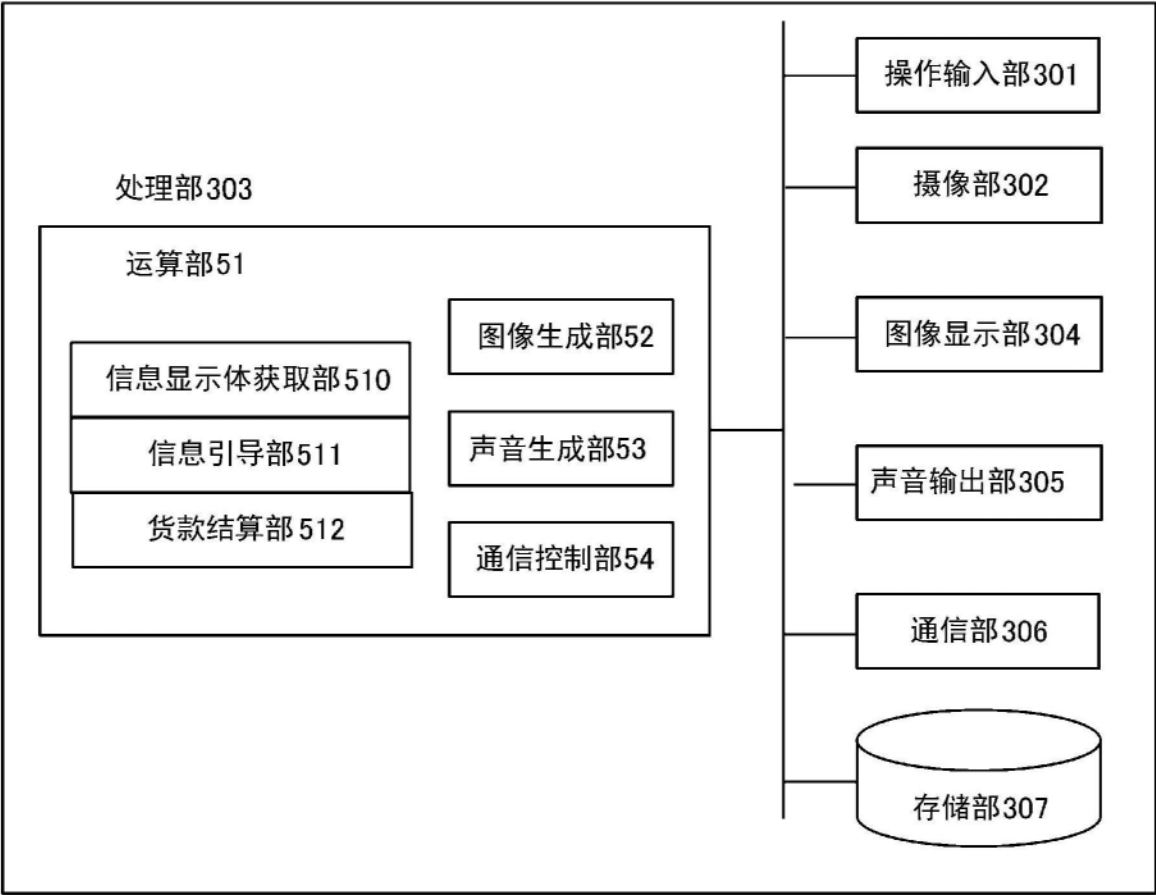 处理部303
运算部51
信息显示体获取部510
信息引导部511
货款结算部512
图像生成部52
声音生成部53
通信控制部54
操作输入部301
摄像部302
图像显示部304
声音输出部305
通信部306
存储部307